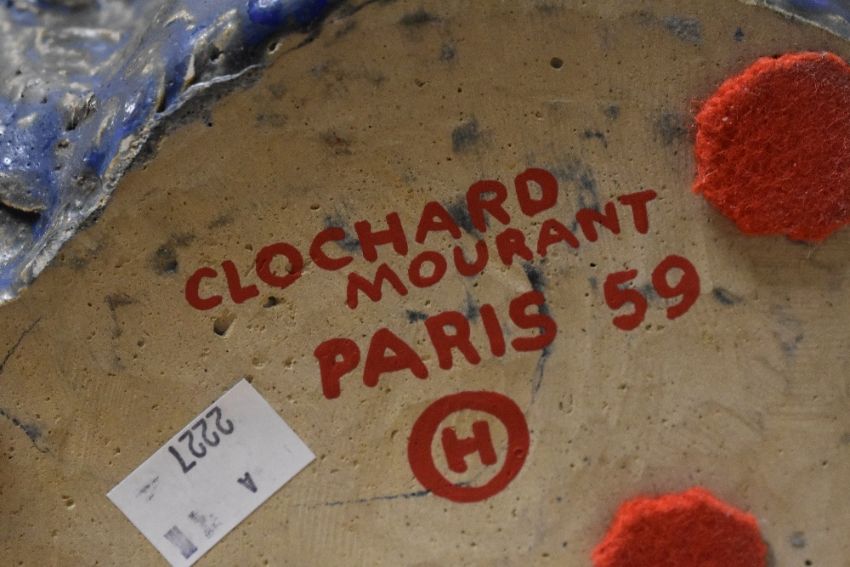 CLOCHARD
MOURANT
PARIS 59
H
2227
A